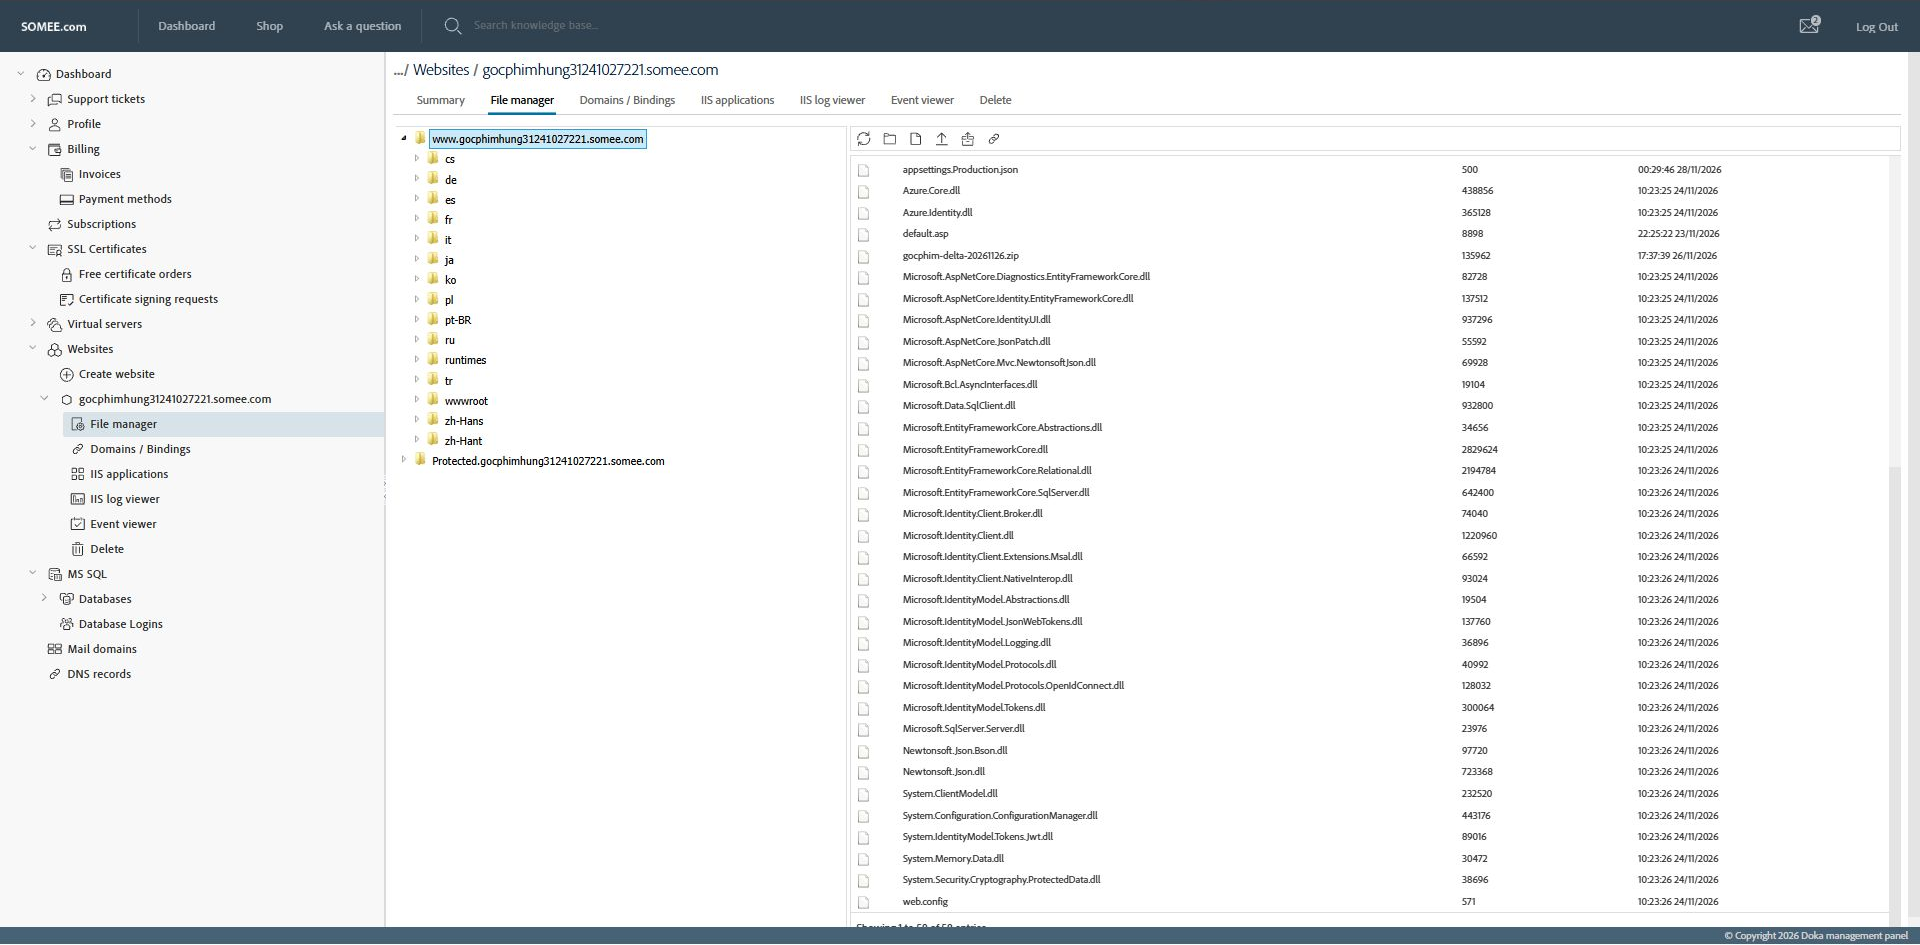 SOMEE.com Dashboard Shop Ask a question Search knowledge base... 2 Log Out
Dashboard
Support tickets
Profile
Billing
Invoices
Payment methods
Subscriptions
SSL Certificates
Free certificate orders
Certificate signing requests
Virtual servers
Websites
Create website
gocphimhung31241027221.somee.com
File manager
Domains / Bindings
IIS applications
IIS log viewer
Event viewer
Delete
MS SQL
Databases
Database Logins
Mail domains
DNS records
.../ Websites / gocphimhung31241027221.somee.com
Summary File manager Domains / Bindings IIS applications IIS log viewer Event viewer Delete
www.gocphimhung31241027221.somee.com
cs
de
es
fr
it
ja
ko
pl
pt-BR
ru
runtimes
tr
wwwroot
zh-Hans
zh-Hant
Protected.gocphimhung31241027221.somee.com
appsettings.Production.json 500 00:29:46 28/11/2026
Azure.Core.dll 438856 10:23:25 24/11/2026
Azure.Identity.dll 365128 10:23:25 24/11/2026
default.asp 8898 22:25:22 23/11/2026
gocphim-delta-20261126.zip 135962 17:37:39 26/11/2026
Microsoft.AspNetCore.Diagnostics.EntityFrameworkCore.dll 82728 10:23:25 24/11/2026
Microsoft.AspNetCore.Identity.EntityFrameworkCore.dll 137512 10:23:25 24/11/2026
Microsoft.AspNetCore.Identity.UI.dll 937296 10:23:25 24/11/2026
Microsoft.AspNetCore.JsonPatch.dll 55592 10:23:25 24/11/2026
Microsoft.AspNetCore.Mvc.NewtonsoftJson.dll 69928 10:23:25 24/11/2026
Microsoft.Bcl.AsyncInterfaces.dll 19104 10:23:25 24/11/2026
Microsoft.Data.SqlClient.dll 932800 10:23:25 24/11/2026
Microsoft.EntityFrameworkCore.Abstractions.dll 34656 10:23:25 24/11/2026
Microsoft.EntityFrameworkCore.dll 2829624 10:23:25 24/11/2026
Microsoft.EntityFrameworkCore.Relational.dll 2194784 10:23:26 24/11/2026
Microsoft.EntityFrameworkCore.SqlServer.dll 642400 10:23:26 24/11/2026
Microsoft.Identity.Client.Broker.dll 74040 10:23:26 24/11/2026
Microsoft.Identity.Client.dll 1220960 10:23:26 24/11/2026
Microsoft.Identity.Client.Extensions.Msal.dll 66592 10:23:26 24/11/2026
Microsoft.Identity.Client.NativeInterop.dll 93024 10:23:26 24/11/2026
Microsoft.IdentityModel.Abstractions.dll 19504 10:23:26 24/11/2026
Microsoft.IdentityModel.JsonWebTokens.dll 137760 10:23:26 24/11/2026
Microsoft.IdentityModel.Logging.dll 36896 10:23:26 24/11/2026
Microsoft.IdentityModel.Protocols.dll 40992 10:23:26 24/11/2026
Microsoft.IdentityModel.Protocols.OpenIdConnect.dll 128032 10:23:26 24/11/2026
Microsoft.IdentityModel.Tokens.dll 300064 10:23:26 24/11/2026
Microsoft.SqlServer.Server.dll 23976 10:23:26 24/11/2026
Newtonsoft.Json.Bson.dll 97720 10:23:26 24/11/2026
Newtonsoft.Json.dll 723368 10:23:26 24/11/2026
System.ClientModel.dll 232520 10:23:26 24/11/2026
System.Configuration.ConfigurationManager.dll 443176 10:23:26 24/11/2026
System.IdentityModel.Tokens.Jwt.dll 89016 10:23:26 24/11/2026
System.Memory.Data.dll 30472 10:23:26 24/11/2026
System.Security.Cryptography.ProtectedData.dll 38696 10:23:26 24/11/2026
web.config 571 10:23:26 24/11/2026
© Copyright 2026 Doka management panel